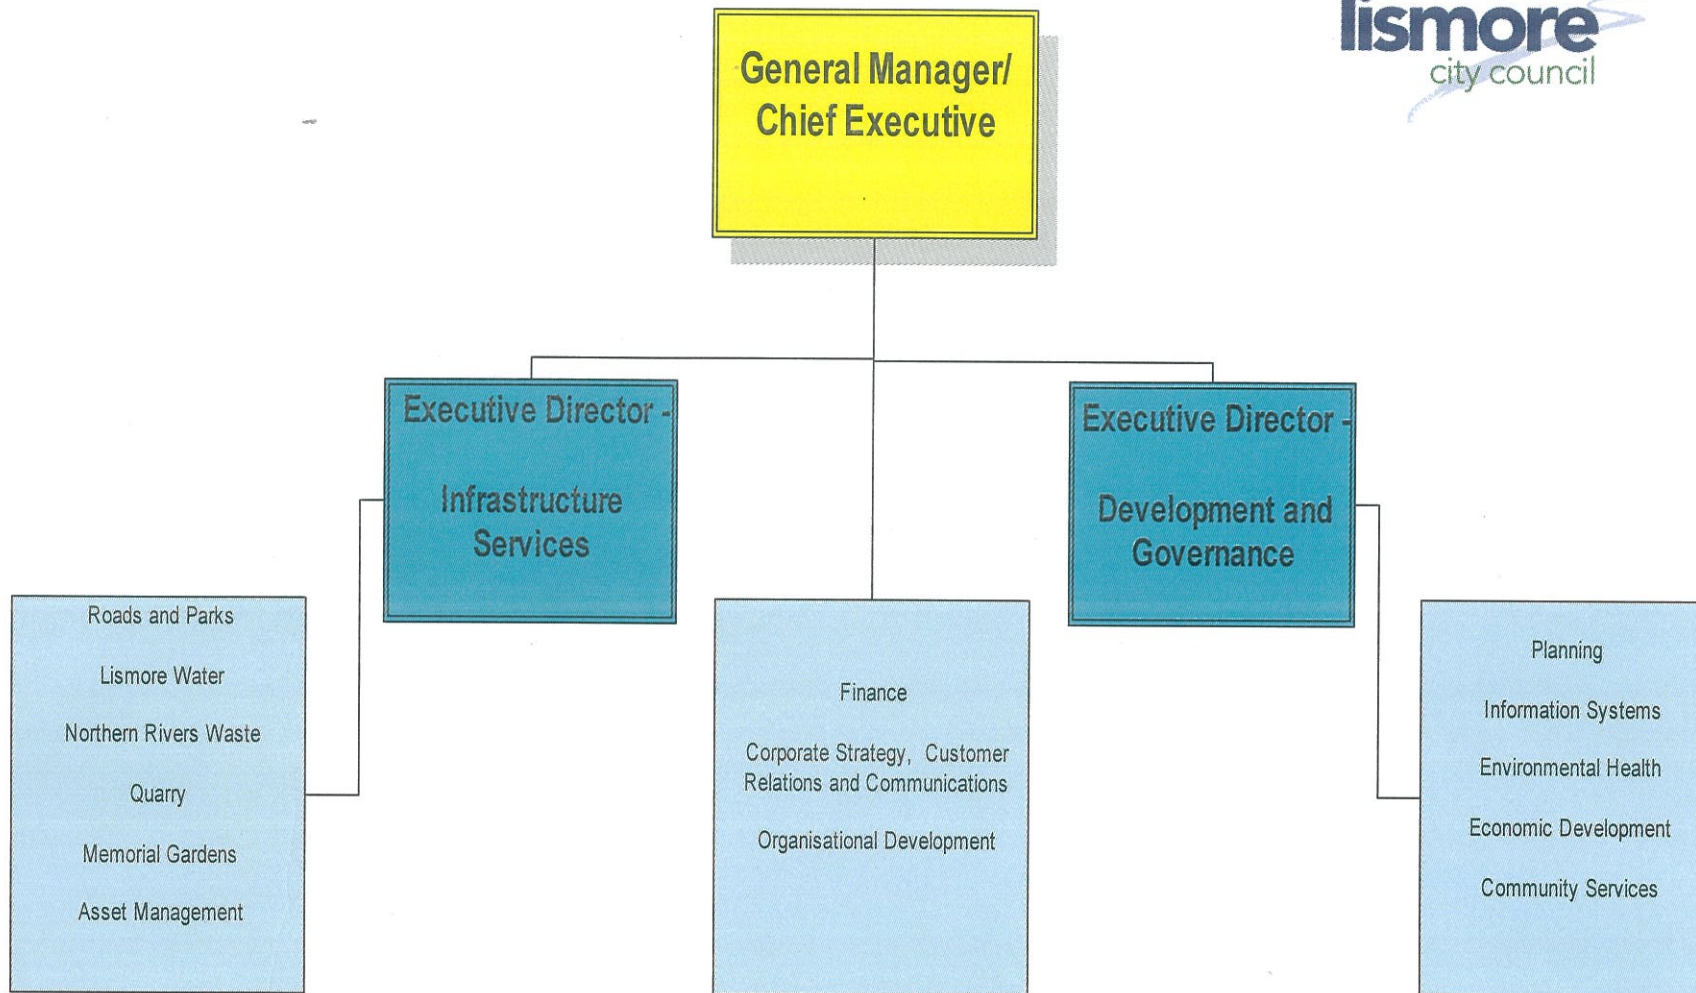 lismore
city council
General Manager/
Chief Executive
Executive Director -
Infrastructure
Services
Executive Director -
Development and
Governance
Roads and Parks
Lismore Water
Northern Rivers Waste
Quarry
Memorial Gardens
Asset Management
Finance
Corporate Strategy, Customer
Relations and Communications
Organisational Development
Planning
Information Systems
Environmental Health
Economic Development
Community Services